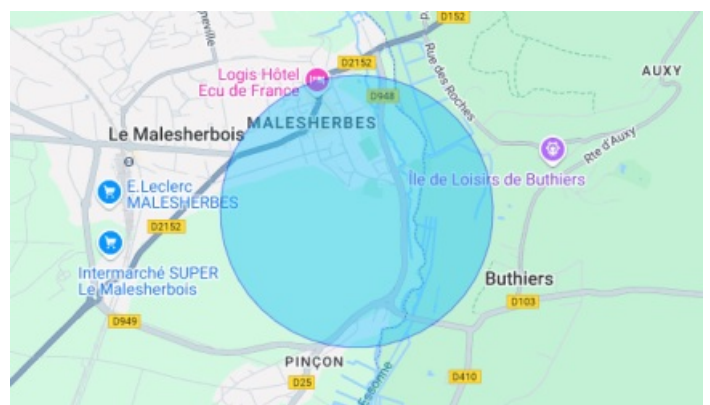 D152
D2152
Logis Hôtel
Ecu de France
D948
Rue des Roches
AUXY
Le Malesherbois
MALESHERBES
Rte d'Auxy
E.Leclerc
MALESHERBES
Île de Loisirs de Buthiers
D2152
Intermarché SUPER
Le Malesherbois
Buthiers
D103
D949
PINÇON
D25
D410
Essonne